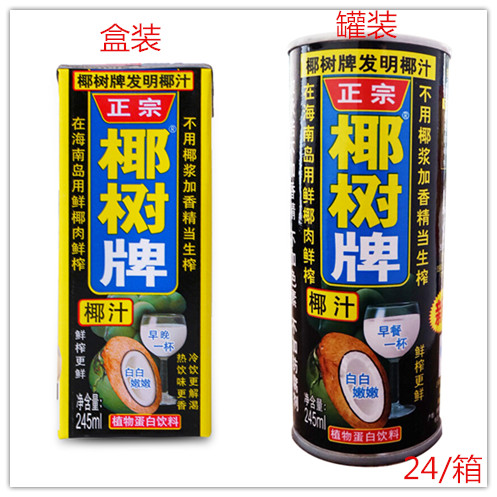 盒装
罐装
椰树牌发明椰汁
正宗
在海南岛用鲜椰肉鲜榨
椰树牌®
不用椰浆加香精当生榨
椰汁
早晚
一杯
白白
嫩嫩
鲜榨更鲜
冷饮更解渴
热饮味更香
净含量:
245ml
植物蛋白饮料
椰树牌发明椰汁
正宗
在海南岛用鲜椰肉鲜榨
椰树牌®
不用椰浆加香精当生榨
椰汁
早餐
一杯
白白
嫩嫩
鲜榨更鲜
净含量:
245ml
植物蛋白饮料
24/箱